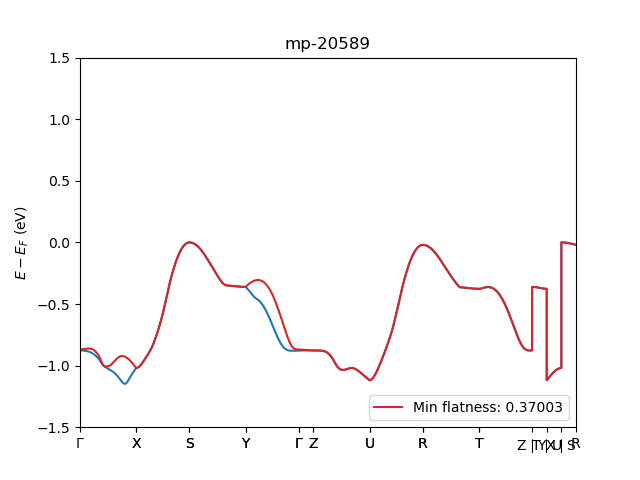 mp-20589
E − E_F (eV)
1.5
1.0
0.5
0.0
−0.5
−1.0
−1.5
Min flatness: 0.37003
Γ X S Y Γ Z U R T Z|T Y|X U|S R